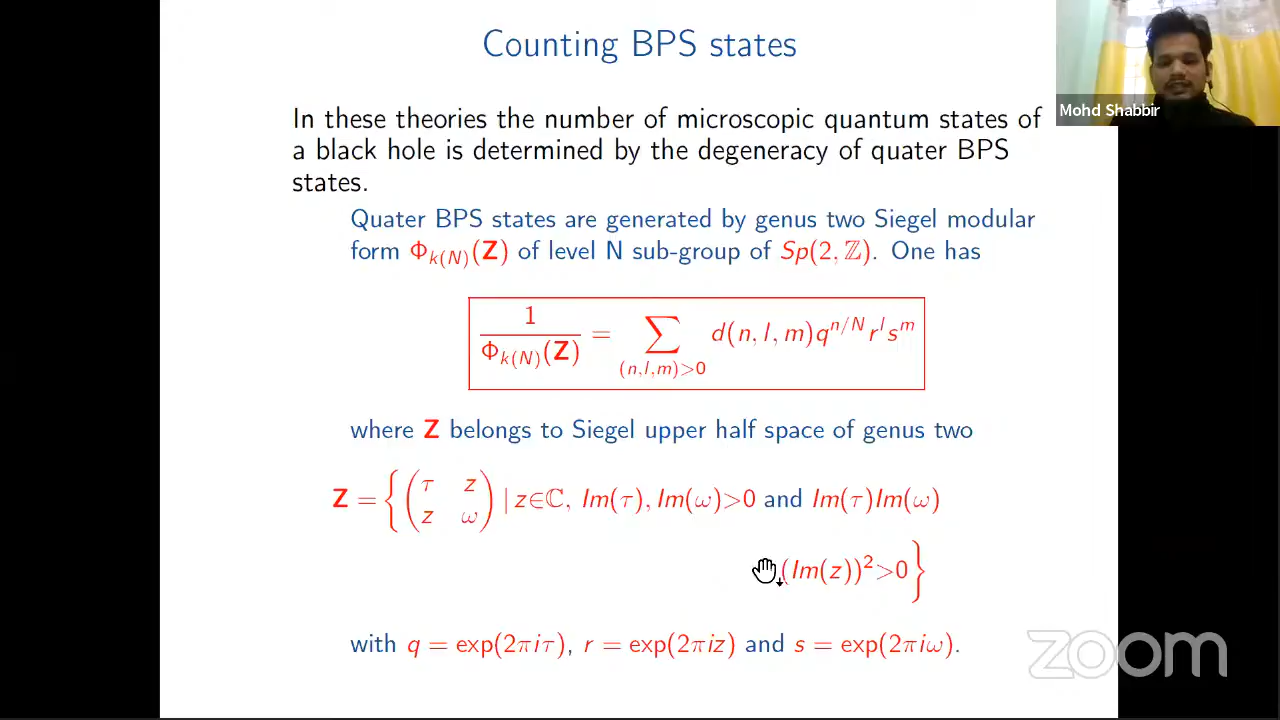 Counting BPS states
Mohd Shabbir
In these theories the number of microscopic quantum states of
a black hole is determined by the degeneracy of quater BPS
states.
Quater BPS states are generated by genus two Siegel modular
form Φ_{k(N)}(Z) of level N sub-group of Sp(2, ℤ). One has
1/Φ_{k(N)}(Z) = ∑_{(n,l,m)>0} d(n, l, m)q^{n/N} r^l s^m
where Z belongs to Siegel upper half space of genus two
Z = { ( τ z ; z ω ) | z∈ℂ, Im(τ), Im(ω)>0 and Im(τ)Im(ω)
(Im(z))²>0 }
with q = exp(2πiτ), r = exp(2πiz) and s = exp(2πiω).
zoom